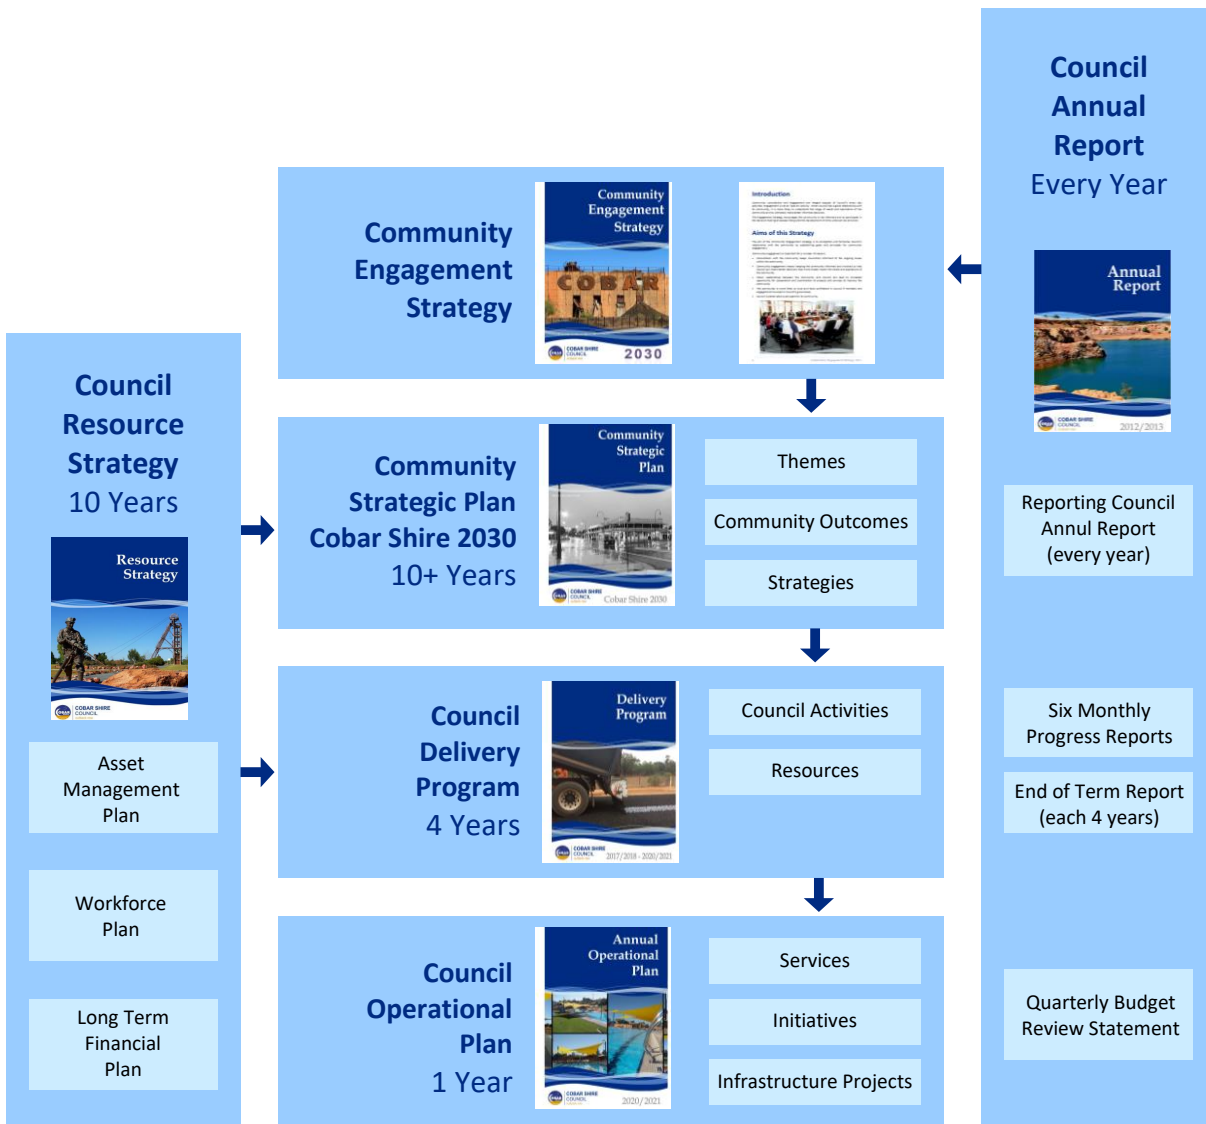 Council
Annual
Report
Every Year
Annual
Report
COBAR SHIRE
COUNCIL
2012/2013
Reporting Council
Annul Report
(every year)
Six Monthly
Progress Reports
End of Term Report
(each 4 years)
Quarterly Budget
Review Statement
Community
Engagement
Strategy
Community
Engagement
Strategy
COBAR
COBAR SHIRE
COUNCIL
2030
Introduction
Aims of this Strategy
Council
Resource
Strategy
10 Years
Resource
Strategy
COBAR SHIRE
COUNCIL
Asset
Management
Plan
Workforce
Plan
Long Term
Financial
Plan
Community
Strategic Plan
Cobar Shire 2030
10+ Years
Community
Strategic
Plan
COBAR SHIRE
COUNCIL
Cobar Shire 2030
Themes
Community Outcomes
Strategies
Council
Delivery
Program
4 Years
Delivery
Program
COBAR SHIRE
COUNCIL
2017/2018 - 2020/2021
Council Activities
Resources
Council
Operational
Plan
1 Year
Annual
Operational
Plan
COBAR SHIRE
COUNCIL
2020/2021
Services
Initiatives
Infrastructure Projects